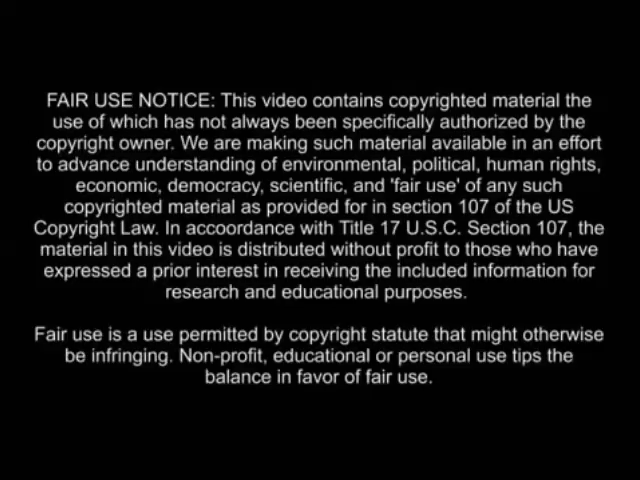 FAIR USE NOTICE: This video contains copyrighted material the
use of which has not always been specifically authorized by the
copyright owner. We are making such material available in an effort
to advance understanding of environmental, political, human rights,
economic, democracy, scientific, and 'fair use' of any such
copyrighted material as provided for in section 107 of the US
Copyright Law. In accoordance with Title 17 U.S.C. Section 107, the
material in this video is distributed without profit to those who have
expressed a prior interest in receiving the included information for
research and educational purposes.
Fair use is a use permitted by copyright statute that might otherwise
be infringing. Non-profit, educational or personal use tips the
balance in favor of fair use.